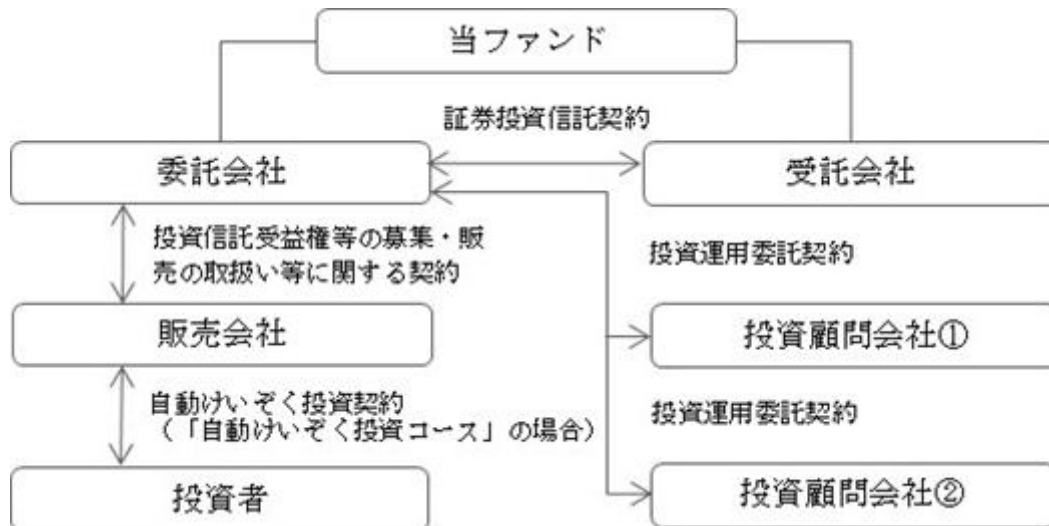 当ファンド
証券投資信託契約
委託会社
受託会社
投資信託受益権等の募集・販
売の取扱い等に関する契約
投資運用委託契約
販売会社
投資顧問会社①
自動けいぞく投資契約
(「自動けいぞく投資コース」の場合)
投資運用委託契約
投資者
投資顧問会社②